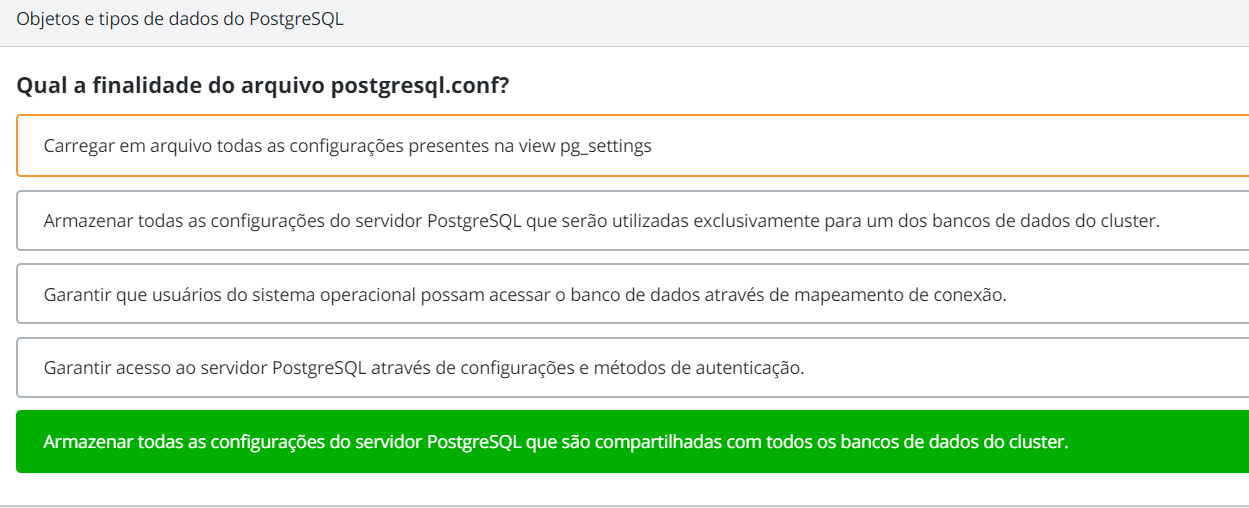 Objetos e tipos de dados do PostgreSQL
Qual a finalidade do arquivo postgresql.conf?
Carregar em arquivo todas as configurações presentes na view pg_settings
Armazenar todas as configurações do servidor PostgreSQL que serão utilizadas exclusivamente para um dos bancos de dados do cluster.
Garantir que usuários do sistema operacional possam acessar o banco de dados através de mapeamento de conexão.
Garantir acesso ao servidor PostgreSQL através de configurações e métodos de autenticação.
Armazenar todas as configurações do servidor PostgreSQL que são compartilhadas com todos os bancos de dados do cluster.